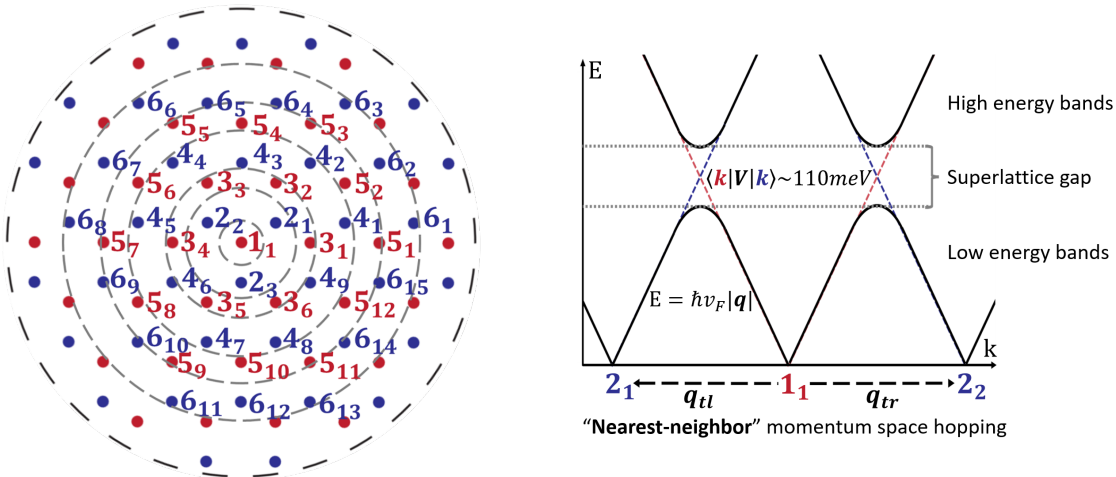 6₆ 6₅ 6₄ 6₃
5₅ 5₄ 5₃
6₇ 4₄ 4₃ 4₂ 6₂
5₆ 3₃ 3₂ 5₂
6₈ 4₅ 2₂ 2₁ 4₁ 6₁
5₇ 3₄ 1₁ 3₁ 5₁
6₉ 4₆ 2₃ 4₉ 6₁₅
5₈ 3₅ 3₆ 5₁₂
6₁₀ 4₇ 4₈ 6₁₄
5₉ 5₁₀ 5₁₁
6₁₁ 6₁₂ 6₁₃
E
High energy bands
⟨k|V|k⟩~110meV
Superlattice gap
Low energy bands
E = ℏv_F|q|
k
2₁ 1₁ 2₂
q_tl q_tr
“Nearest-neighbor” momentum space hopping